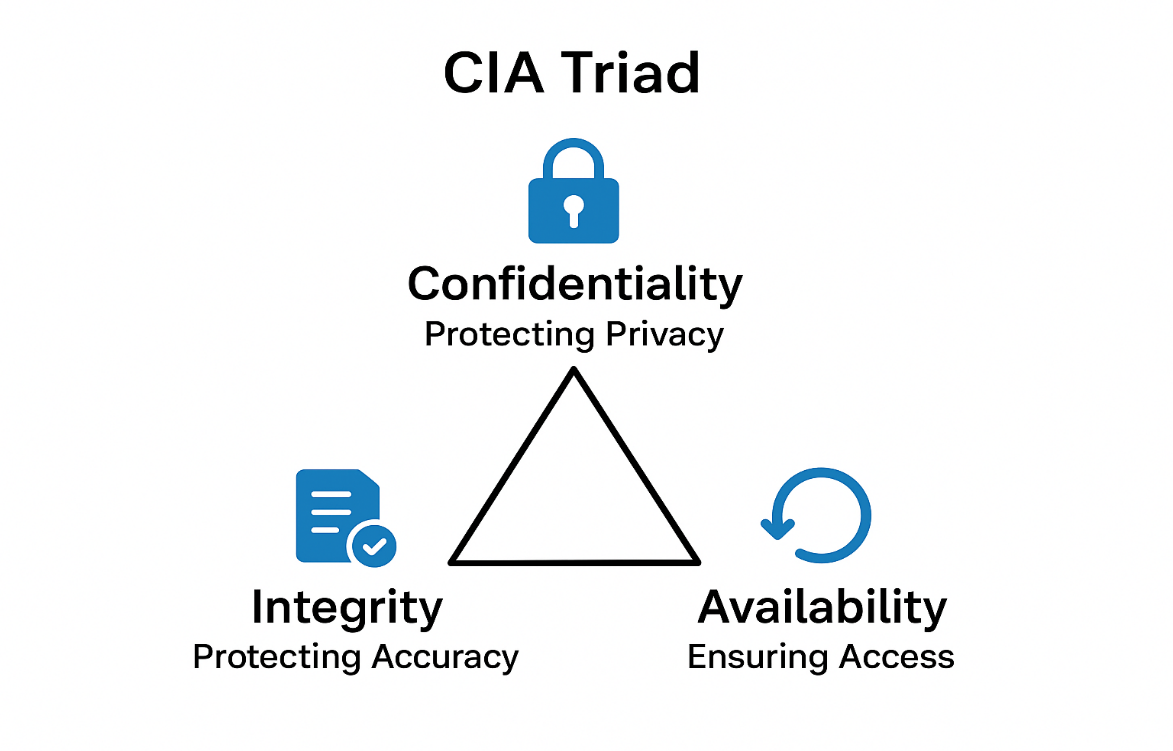 CIA Triad
Confidentiality
Protecting Privacy
Integrity
Protecting Accuracy
Availability
Ensuring Access